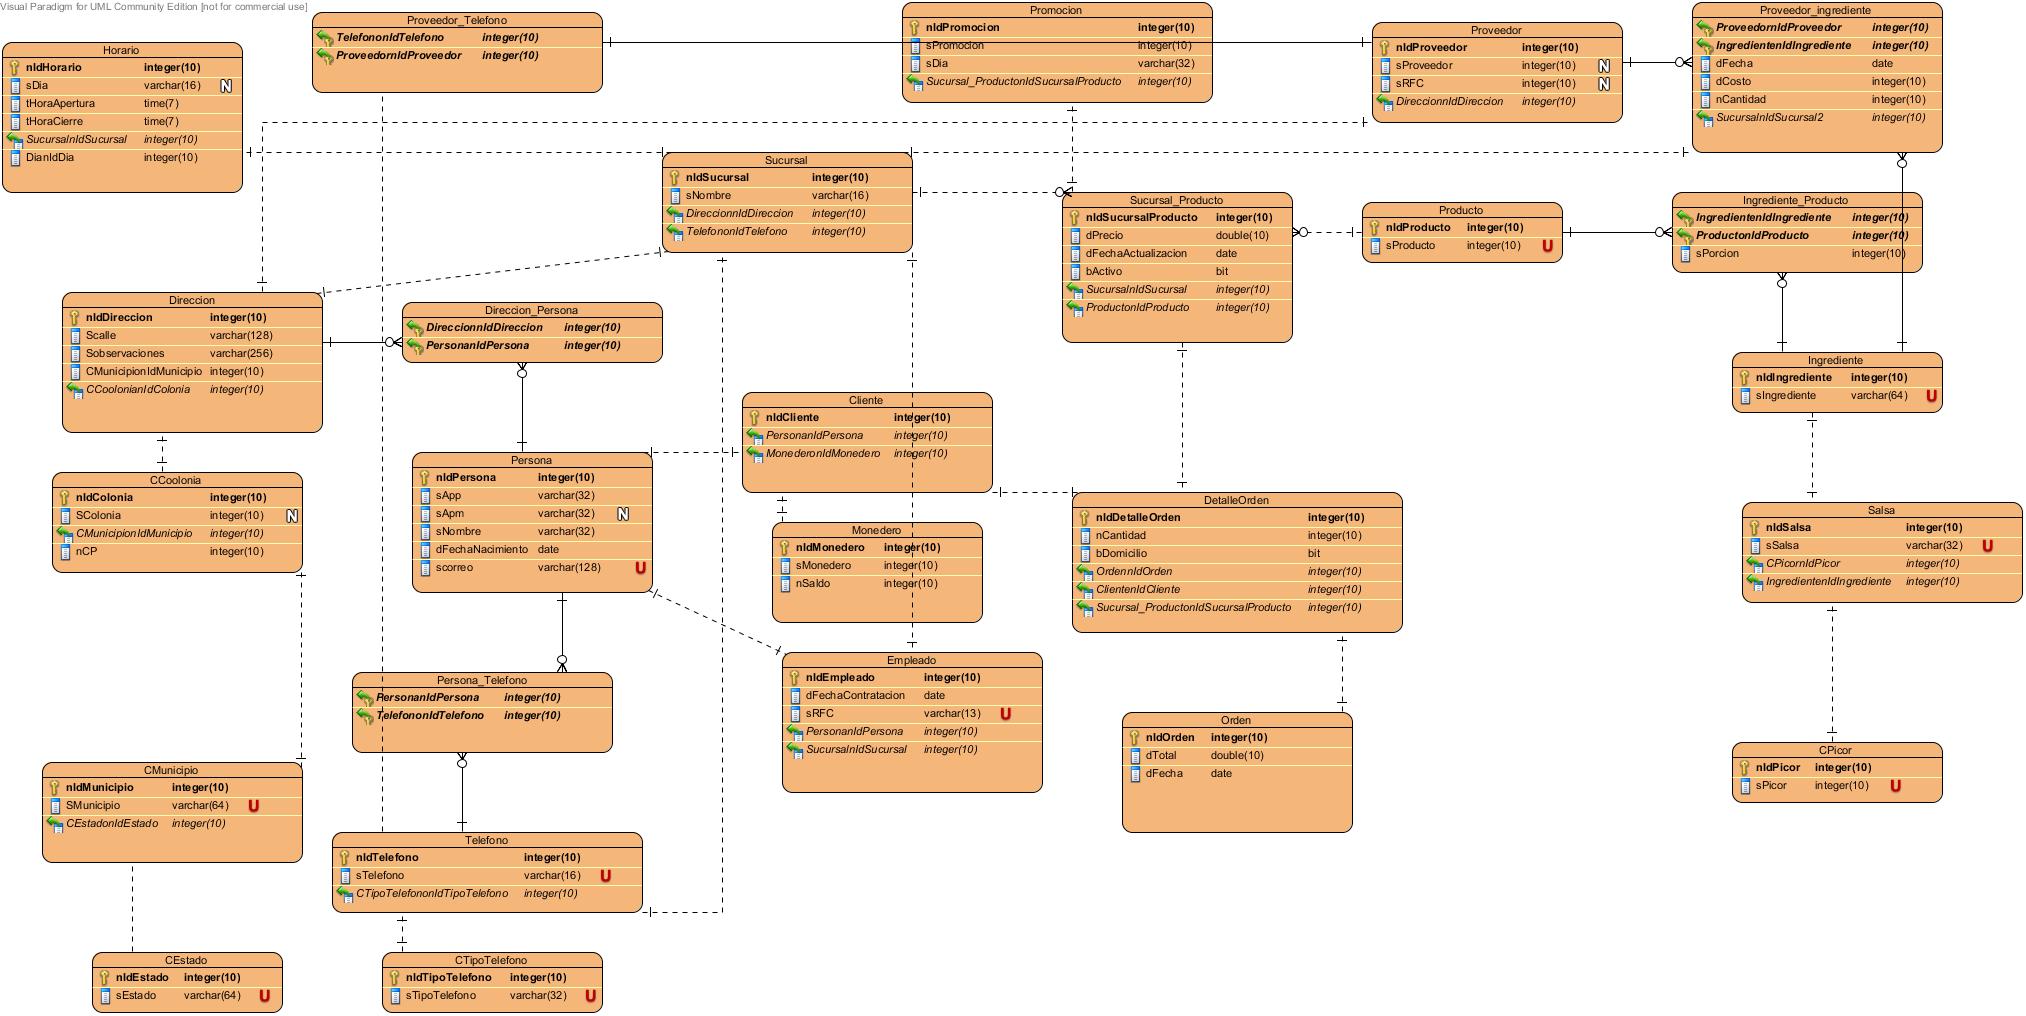 Visual Paradigm for UML Community Edition [not for commercial use]
Horario
nIdHorario integer(10)
sDia varchar(16) N
tHoraApertura time(7)
tHoraCierre time(7)
SucursalnIdSucursal integer(10)
DianIdDia integer(10)
Proveedor_Telefono
TelefononIdTelefono integer(10)
ProveedornIdProveedor integer(10)
Promocion
nIdPromocion integer(10)
sPromocion integer(10)
sDia varchar(32)
Sucursal_ProductonIdSucursalProducto integer(10)
Proveedor
nIdProveedor integer(10)
sProveedor integer(10) N
sRFC integer(10) N
DireccionnIdDireccion integer(10)
Proveedor_ingrediente
ProveedornIdProveedor integer(10)
IngredientenIdIngrediente integer(10)
dFecha date
dCosto integer(10)
nCantidad integer(10)
SucursalnIdSucursal2 integer(10)
Sucursal
nIdSucursal integer(10)
sNombre varchar(16)
DireccionnIdDireccion integer(10)
TelefononIdTelefono integer(10)
Sucursal_Producto
nIdSucursalProducto integer(10)
dPrecio double(10)
dFechaActualizacion date
bActivo bit
SucursalnIdSucursal integer(10)
ProductonIdProducto integer(10)
Producto
nIdProducto integer(10)
sProducto integer(10) U
Ingrediente_Producto
IngredientenIdIngrediente integer(10)
ProductonIdProducto integer(10)
sPorcion integer(10)
Direccion
nIdDireccion integer(10)
Scalle varchar(128)
Sobservaciones varchar(256)
CMunicipionIdMunicipio integer(10)
CCoolonianIdColonia integer(10)
Direccion_Persona
DireccionnIdDireccion integer(10)
PersonanIdPersona integer(10)
Ingrediente
nIdIngrediente integer(10)
sIngrediente varchar(64) U
Cliente
nIdCliente integer(10)
PersonanIdPersona integer(10)
MonederonIdMonedero integer(10)
Persona
nIdPersona integer(10)
sApp varchar(32)
sApm varchar(32) N
sNombre varchar(32)
dFechaNacimiento date
scorreo varchar(128) U
CCoolonia
nIdColonia integer(10)
SColonia integer(10) N
CMunicipionIdMunicipio integer(10)
nCP integer(10)
Monedero
nIdMonedero integer(10)
sMonedero integer(10)
nSaldo integer(10)
DetalleOrden
nIdDetalleOrden integer(10)
nCantidad integer(10)
bDomicilio bit
OrdennIdOrden integer(10)
ClientenIdCliente integer(10)
Sucursal_ProductonIdSucursalProducto integer(10)
Salsa
nIdSalsa integer(10)
sSalsa varchar(32) U
CPicornIdPicor integer(10)
IngredientenIdIngrediente integer(10)
Empleado
nIdEmpleado integer(10)
dFechaContratacion date
sRFC varchar(13) U
PersonanIdPersona integer(10)
SucursalnIdSucursal integer(10)
Persona_Telefono
PersonanIdPersona integer(10)
TelefononIdTelefono integer(10)
Orden
nIdOrden integer(10)
dTotal double(10)
dFecha date
CPicor
nIdPicor integer(10)
sPicor integer(10) U
CMunicipio
nIdMunicipio integer(10)
SMunicipio varchar(64) U
CEstadonIdEstado integer(10)
Telefono
nIdTelefono integer(10)
sTelefono varchar(16) U
CTipoTelefononIdTipoTelefono integer(10)
CEstado
nIdEstado integer(10)
sEstado varchar(64) U
CTipoTelefono
nIdTipoTelefono integer(10)
sTipoTelefono varchar(32) U